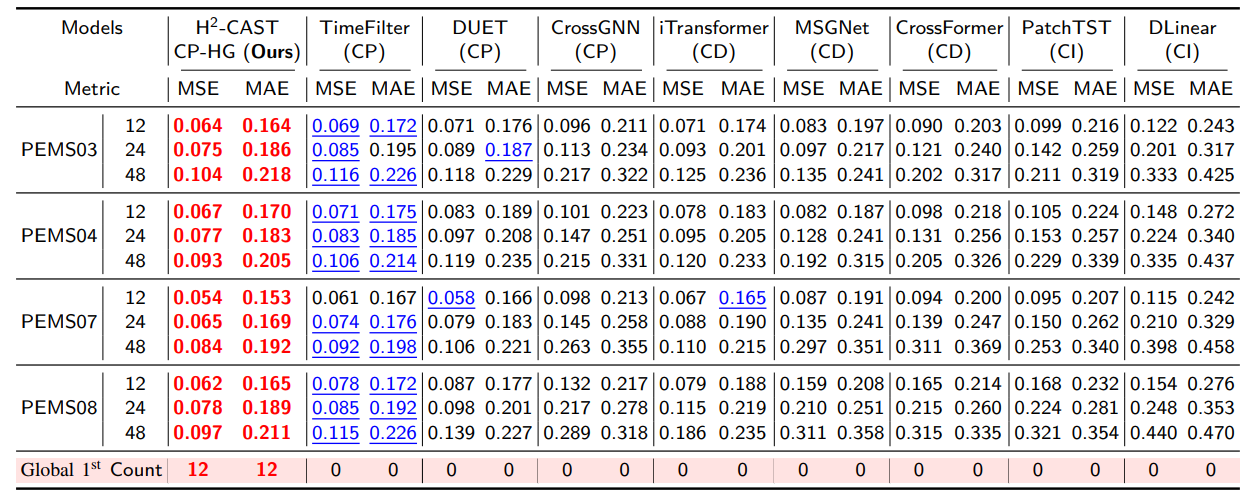 Models H²-CAST TimeFilter DUET CrossGNN iTransformer MSGNet CrossFormer PatchTST DLinear
CP-HG (Ours) (CP) (CP) (CP) (CD) (CD) (CD) (CI) (CI)
Metric MSE MAE MSE MAE MSE MAE MSE MAE MSE MAE MSE MAE MSE MAE MSE MAE MSE MAE
12 0.064 0.164 0.069 0.172 0.071 0.176 0.096 0.211 0.071 0.174 0.083 0.197 0.090 0.203 0.099 0.216 0.122 0.243
PEMS03 24 0.075 0.186 0.085 0.195 0.089 0.187 0.113 0.234 0.093 0.201 0.097 0.217 0.121 0.240 0.142 0.259 0.201 0.317
48 0.104 0.218 0.116 0.226 0.118 0.229 0.217 0.322 0.125 0.236 0.135 0.241 0.202 0.317 0.211 0.319 0.333 0.425
12 0.067 0.170 0.071 0.175 0.083 0.189 0.101 0.223 0.078 0.183 0.082 0.187 0.098 0.218 0.105 0.224 0.148 0.272
PEMS04 24 0.077 0.183 0.083 0.185 0.097 0.208 0.147 0.251 0.095 0.205 0.128 0.241 0.131 0.256 0.153 0.257 0.224 0.340
48 0.093 0.205 0.106 0.214 0.119 0.235 0.215 0.331 0.120 0.233 0.192 0.315 0.205 0.326 0.229 0.339 0.335 0.437
12 0.054 0.153 0.061 0.167 0.058 0.166 0.098 0.213 0.067 0.165 0.087 0.191 0.094 0.200 0.095 0.207 0.115 0.242
PEMS07 24 0.065 0.169 0.074 0.176 0.079 0.183 0.145 0.258 0.088 0.190 0.135 0.241 0.139 0.247 0.150 0.262 0.210 0.329
48 0.084 0.192 0.092 0.198 0.106 0.221 0.263 0.355 0.110 0.215 0.297 0.351 0.311 0.369 0.253 0.340 0.398 0.458
12 0.062 0.165 0.078 0.172 0.087 0.177 0.132 0.217 0.079 0.188 0.159 0.208 0.165 0.214 0.168 0.232 0.154 0.276
PEMS08 24 0.078 0.189 0.085 0.192 0.098 0.201 0.217 0.278 0.115 0.219 0.210 0.251 0.215 0.260 0.224 0.281 0.248 0.353
48 0.097 0.211 0.115 0.226 0.139 0.227 0.289 0.318 0.186 0.235 0.311 0.358 0.315 0.335 0.321 0.354 0.440 0.470
Global 1st Count 12 12 0 0 0 0 0 0 0 0 0 0 0 0 0 0 0 0